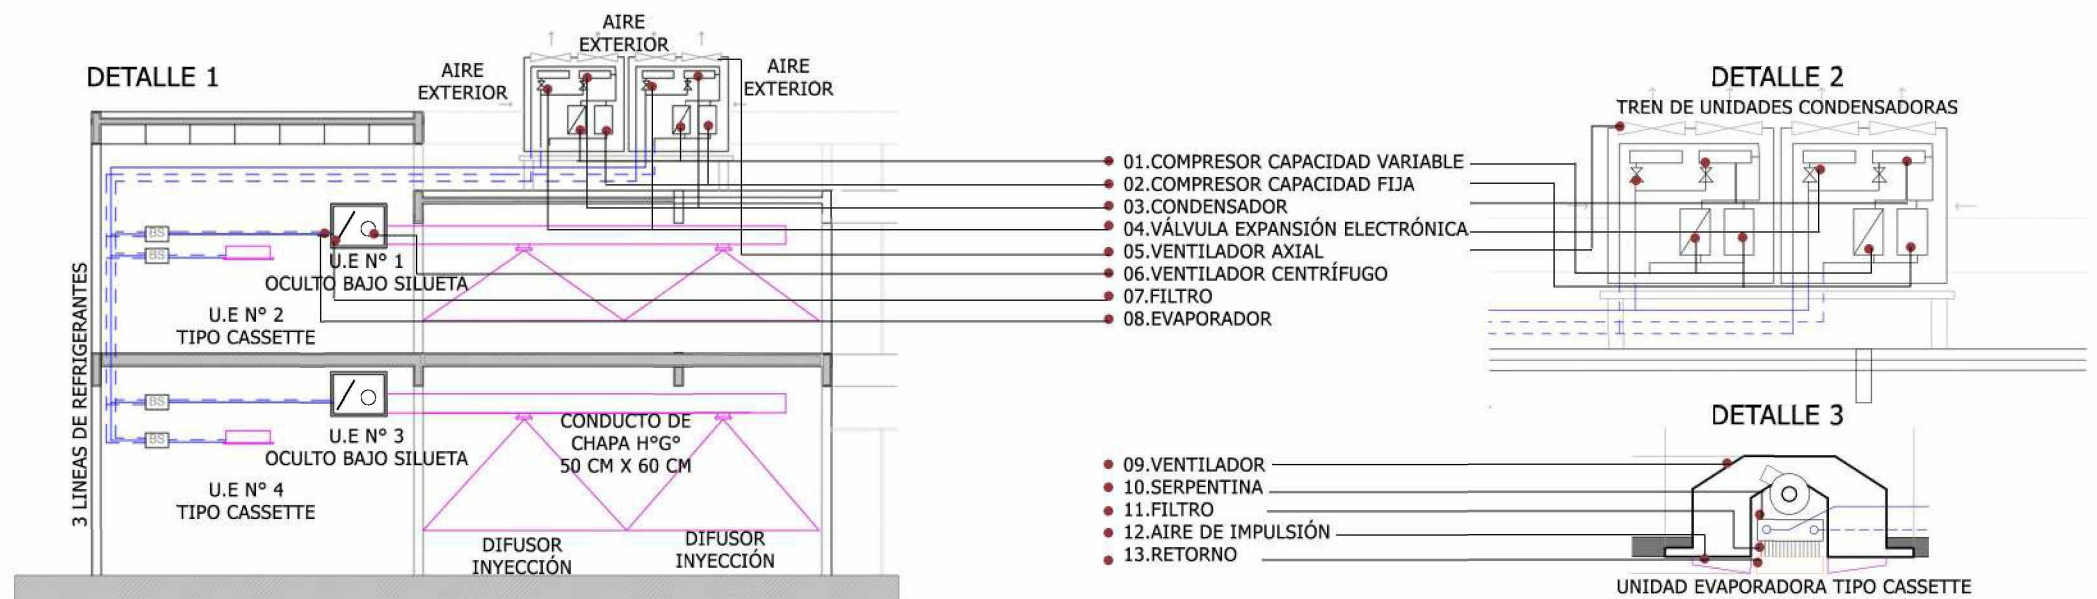 DETALLE 1
AIRE
EXTERIOR
AIRE
EXTERIOR
AIRE
EXTERIOR
3 LINEAS DE REFRIGERANTES
BS
BS
U.E N° 1
OCULTO BAJO SILUETA
U.E N° 2
TIPO CASSETTE
BS
BS
U.E N° 3
OCULTO BAJO SILUETA
U.E N° 4
TIPO CASSETTE
CONDUCTO DE
CHAPA H°G°
50 CM X 60 CM
DIFUSOR
INYECCIÓN
DIFUSOR
INYECCIÓN
01.COMPRESOR CAPACIDAD VARIABLE
02.COMPRESOR CAPACIDAD FIJA
03.CONDENSADOR
04.VÁLVULA EXPANSIÓN ELECTRÓNICA
05.VENTILADOR AXIAL
06.VENTILADOR CENTRÍFUGO
07.FILTRO
08.EVAPORADOR
09.VENTILADOR
10.SERPENTINA
11.FILTRO
12.AIRE DE IMPULSIÓN
13.RETORNO
DETALLE 2
TREN DE UNIDADES CONDENSADORAS
DETALLE 3
UNIDAD EVAPORADORA TIPO CASSETTE